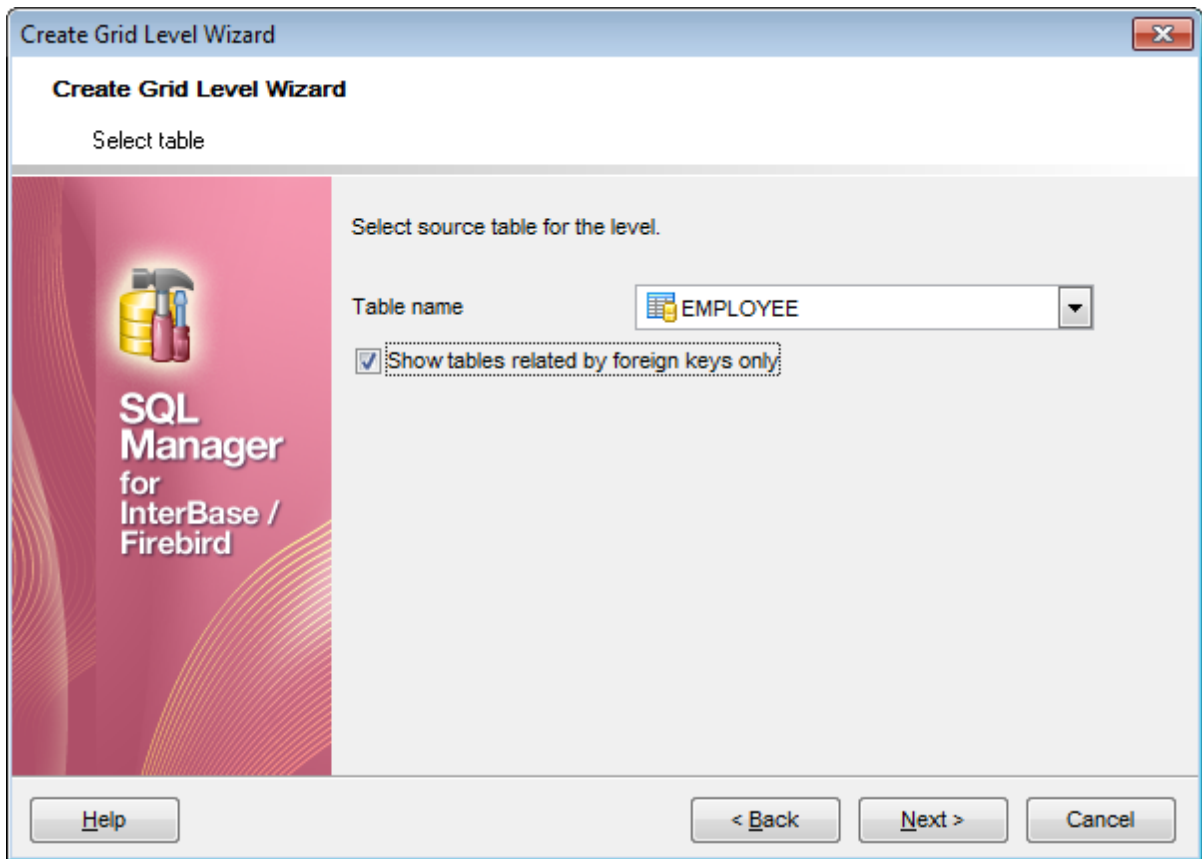 Create Grid Level Wizard
Create Grid Level Wizard
Select table
Select source table for the level.
Table name
EMPLOYEE
Show tables related by foreign keys only
SQL
Manager
for
InterBase /
Firebird
Help
< Back
Next >
Cancel